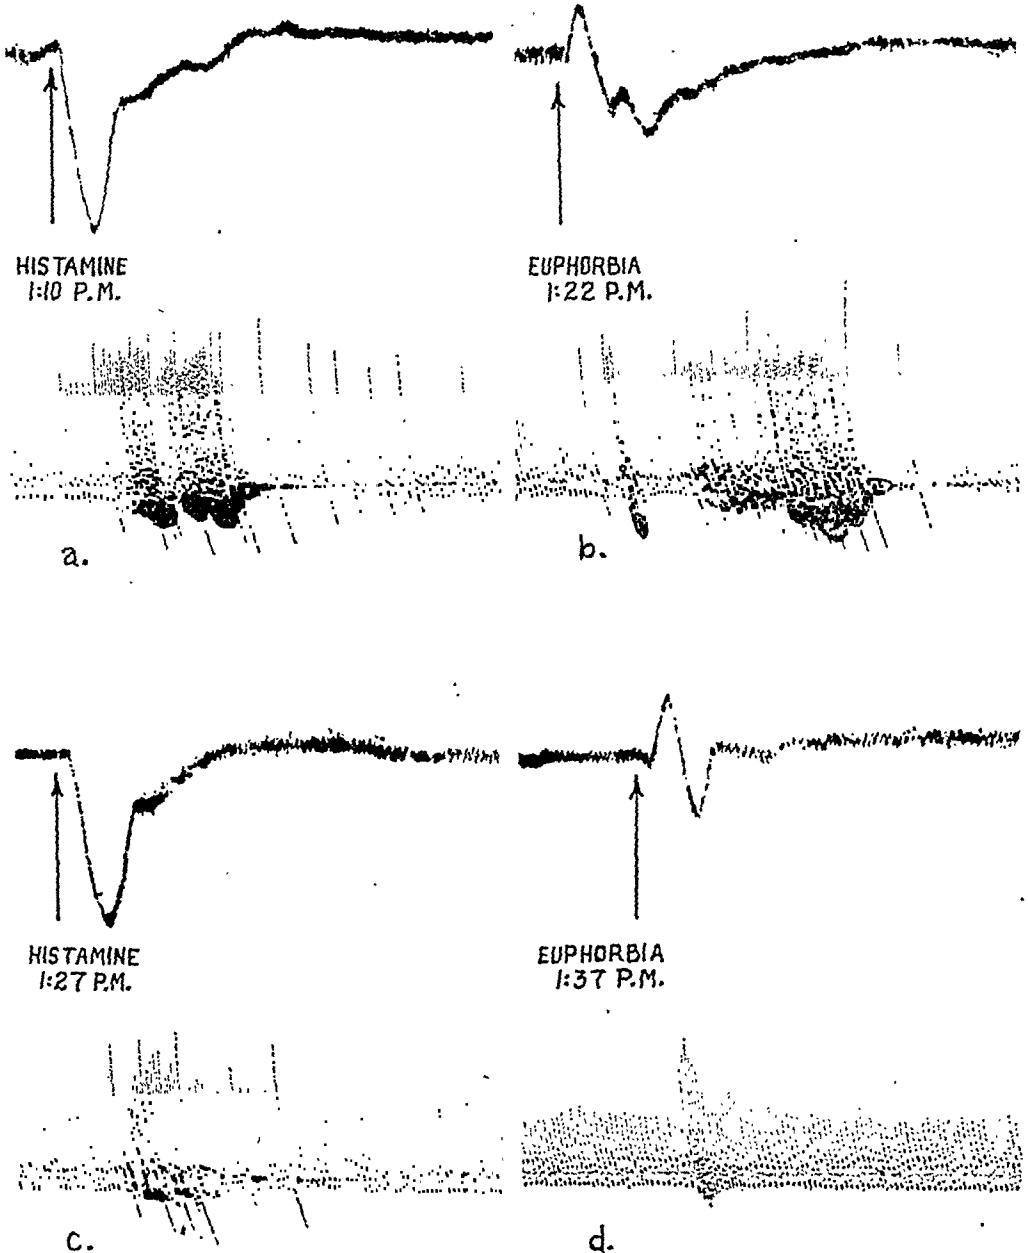 HISTAMINE
1:10 P.M.
EUPHORBIA
1:22 P.M.
a.
b.
HISTAMINE
1:27 P.M.
EUPHORBIA
1:37 P.M.
c.
d.